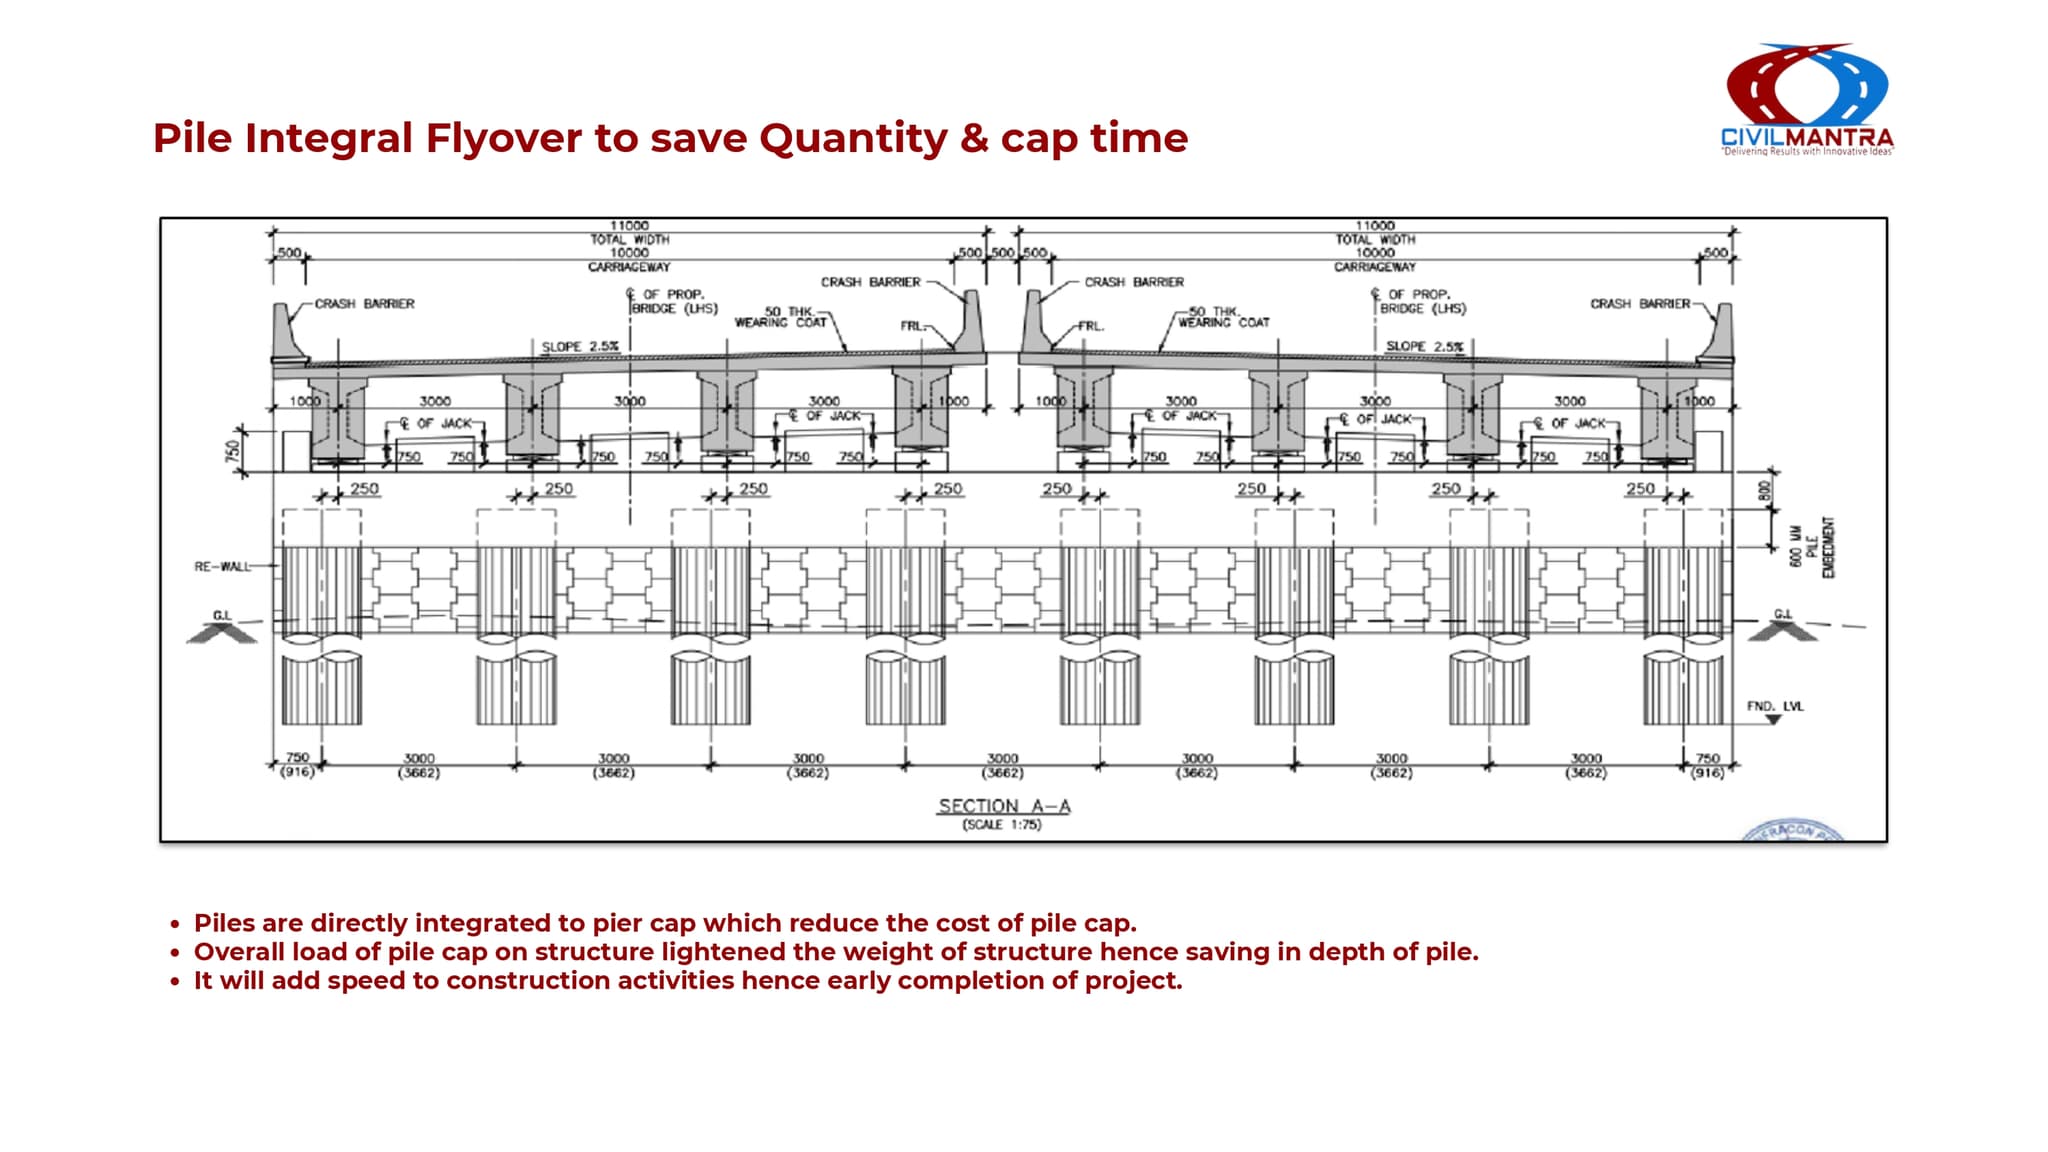 CIVILMANTRA
"Delivering Results with Innovative Ideas"
Pile Integral Flyover to save Quantity & cap time
11000 11000
TOTAL WIDTH TOTAL WIDTH
500 10000 500 500 500 10000 500
CARRIAGEWAY CARRIAGEWAY
CRASH BARRIER CRASH BARRIER
CRASH BARRIER ℄ OF PROP. BRIDGE (LHS) 50 THK. WEARING COAT FRL. FRL. 50 THK. WEARING COAT ℄ OF PROP. BRIDGE (LHS) CRASH BARRIER
SLOPE 2.5% SLOPE 2.5%
1000 3000 3000 3000 1000 1000 3000 3000 3000 1000
℄ OF JACK ℄ OF JACK ℄ OF JACK ℄ OF JACK ℄ OF JACK
750 750 750 750 750 750 750 750 750 750 750 750 750
250 250 250 250 250 250 250 250 800
600 MM PILE EMBEDMENT
RE-WALL
G.L G.L
FND. LVL
750 3000 3000 3000 3000 3000 3000 3000 750
(916) (3662) (3662) (3662) (3662) (3662) (3662) (3662) (916)
SECTION A-A
(SCALE 1:75)
• Piles are directly integrated to pier cap which reduce the cost of pile cap.
• Overall load of pile cap on structure lightened the weight of structure hence saving in depth of pile.
• It will add speed to construction activities hence early completion of project.